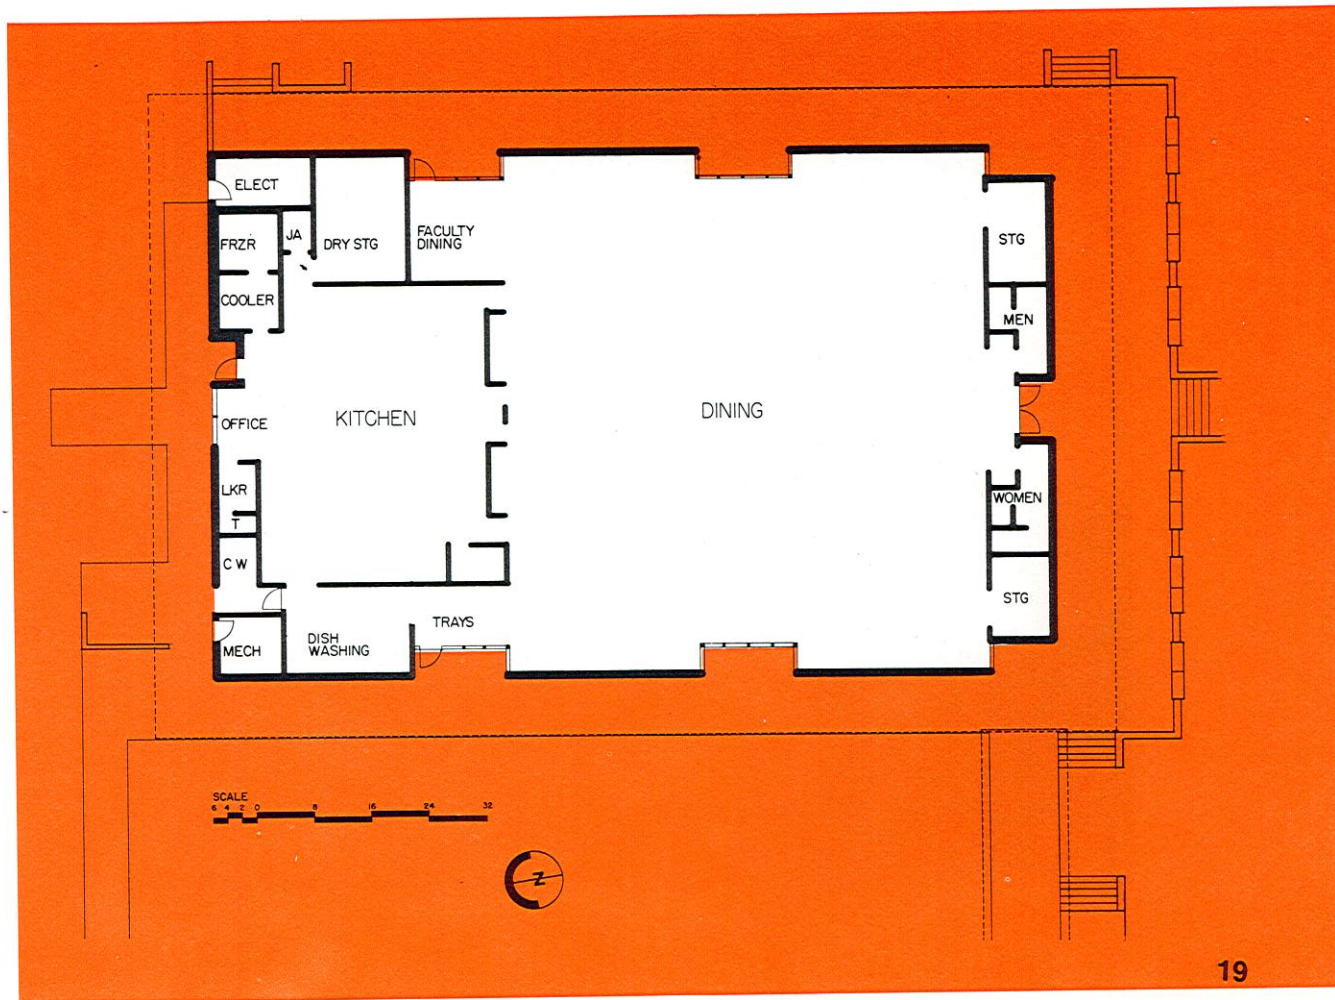 ELECT
FRZR
JA
DRY STG
FACULTY
DINING
STG
COOLER
MEN
OFFICE
KITCHEN
DINING
LKR
T
WOMEN
C W
STG
TRAYS
DISH
WASHING
MECH
SCALE
6 4 2 0 8 16 24 32
N
19